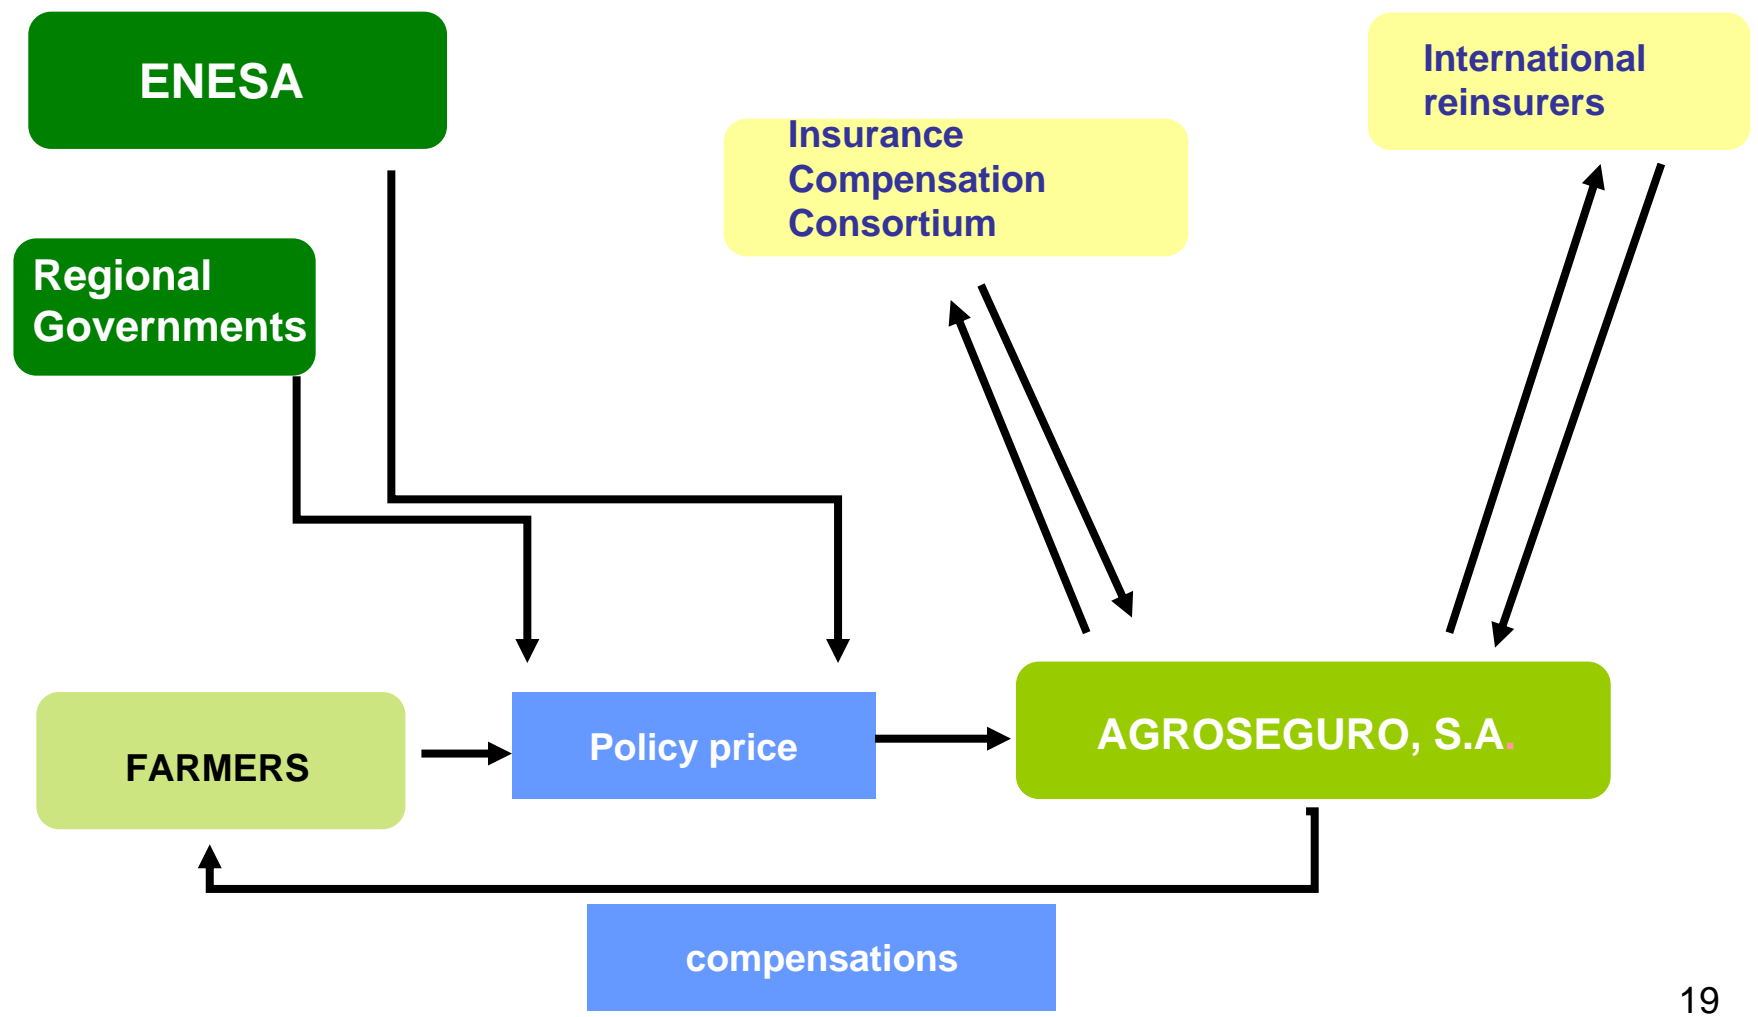 ENESA
International
reinsurers
Insurance
Compensation
Consortium
Regional
Governments
FARMERS
Policy price
AGROSEGURO, S.A.
compensations
19